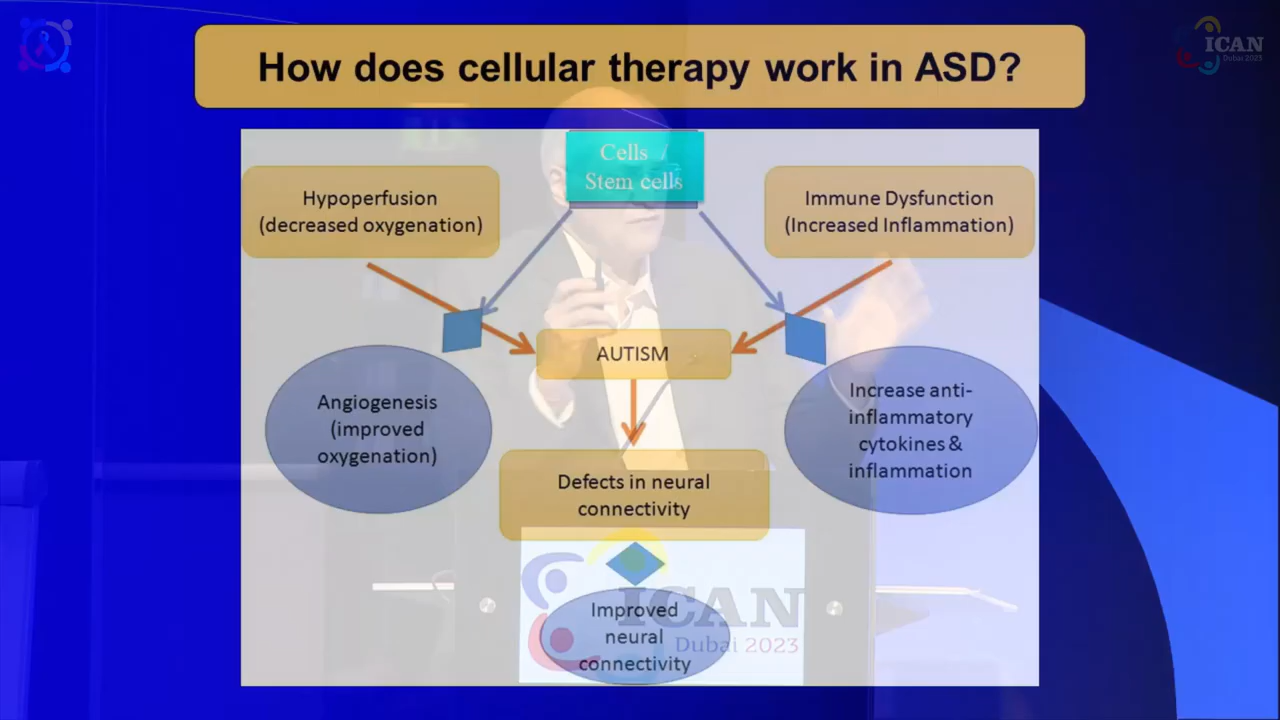 How does cellular therapy work in ASD?
ICAN
Dubai 2023
Cells /
Stem cells
Hypoperfusion
(decreased oxygenation)
Immune Dysfunction
(Increased Inflammation)
AUTISM
Angiogenesis
(improved
oxygenation)
Increase anti-
inflammatory
cytokines &
inflammation
Defects in neural
connectivity
ICAN
Dubai 2023
Improved
neural
connectivity